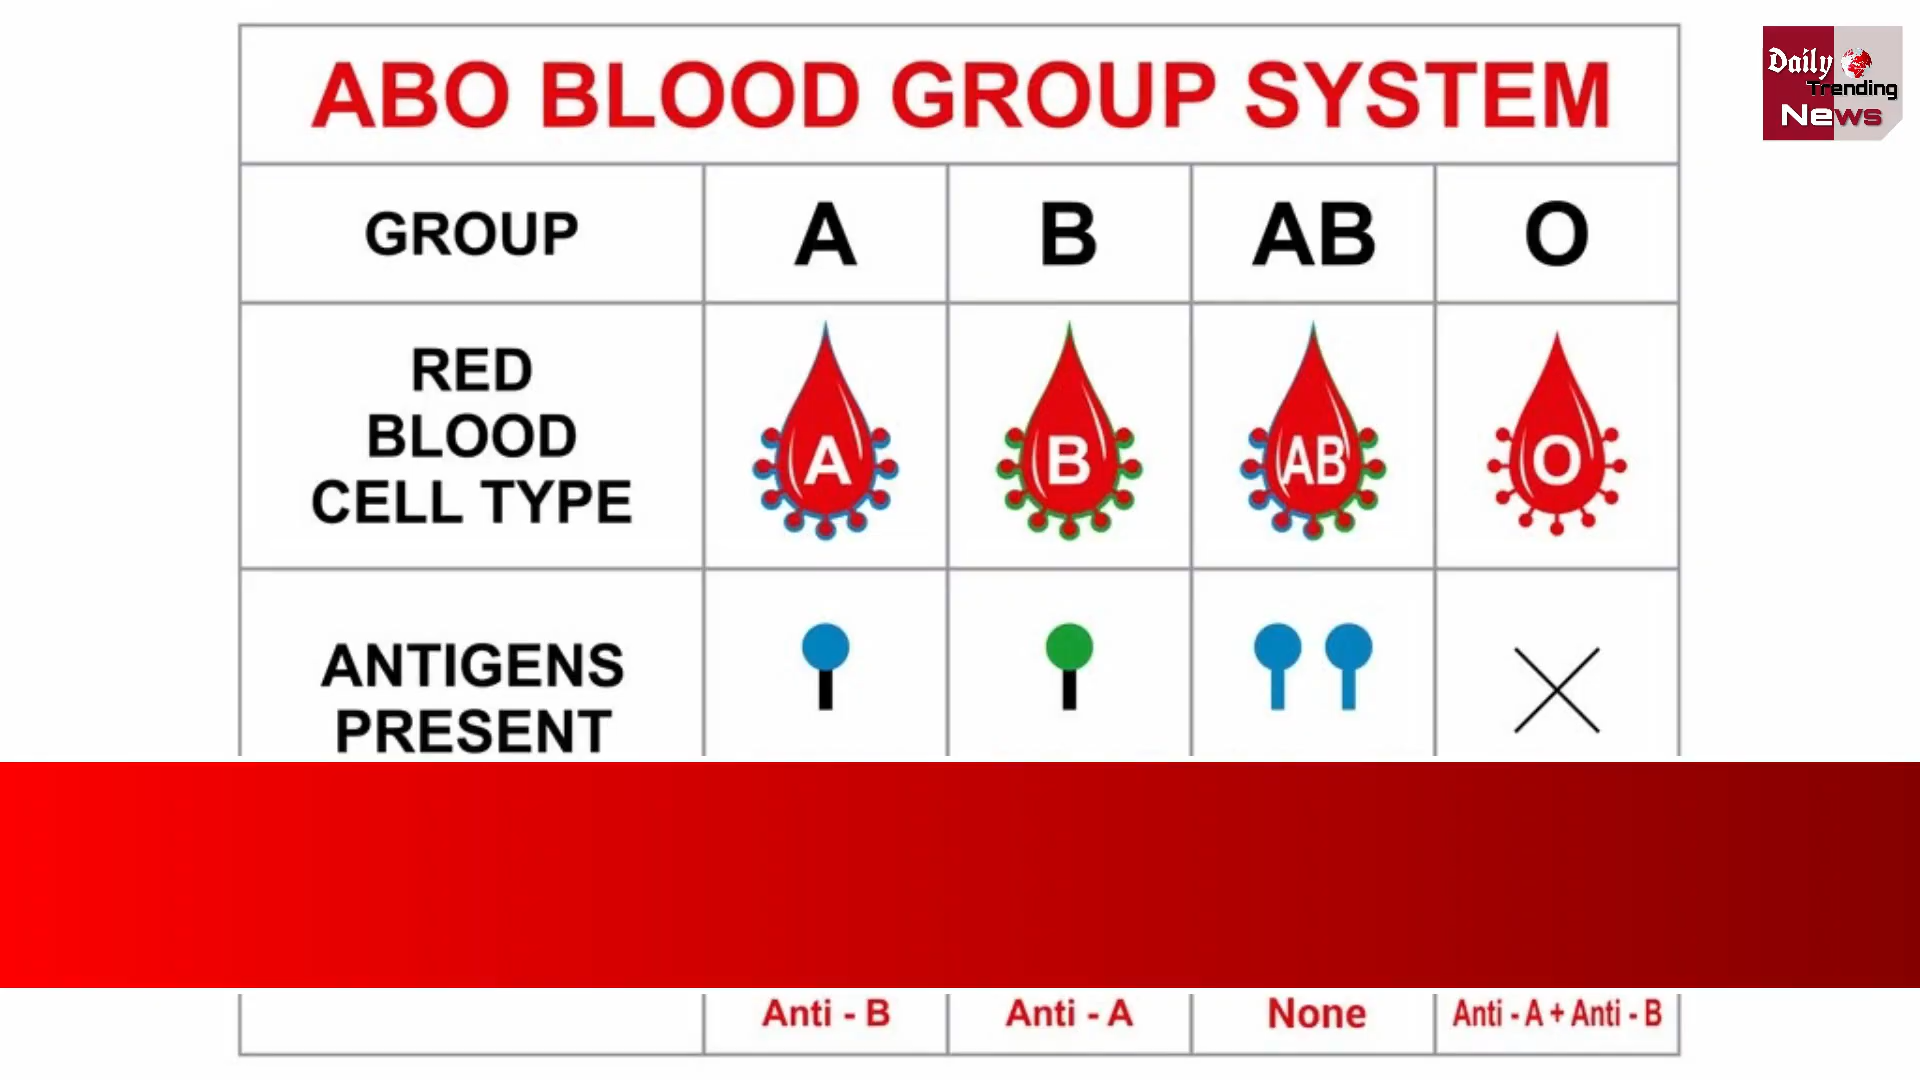 ABO BLOOD GROUP SYSTEM
Daily
Trending
News
GROUP A B AB O
RED
BLOOD
CELL TYPE
A B AB O
ANTIGENS
PRESENT
Anti - B Anti - A None Anti - A + Anti - B